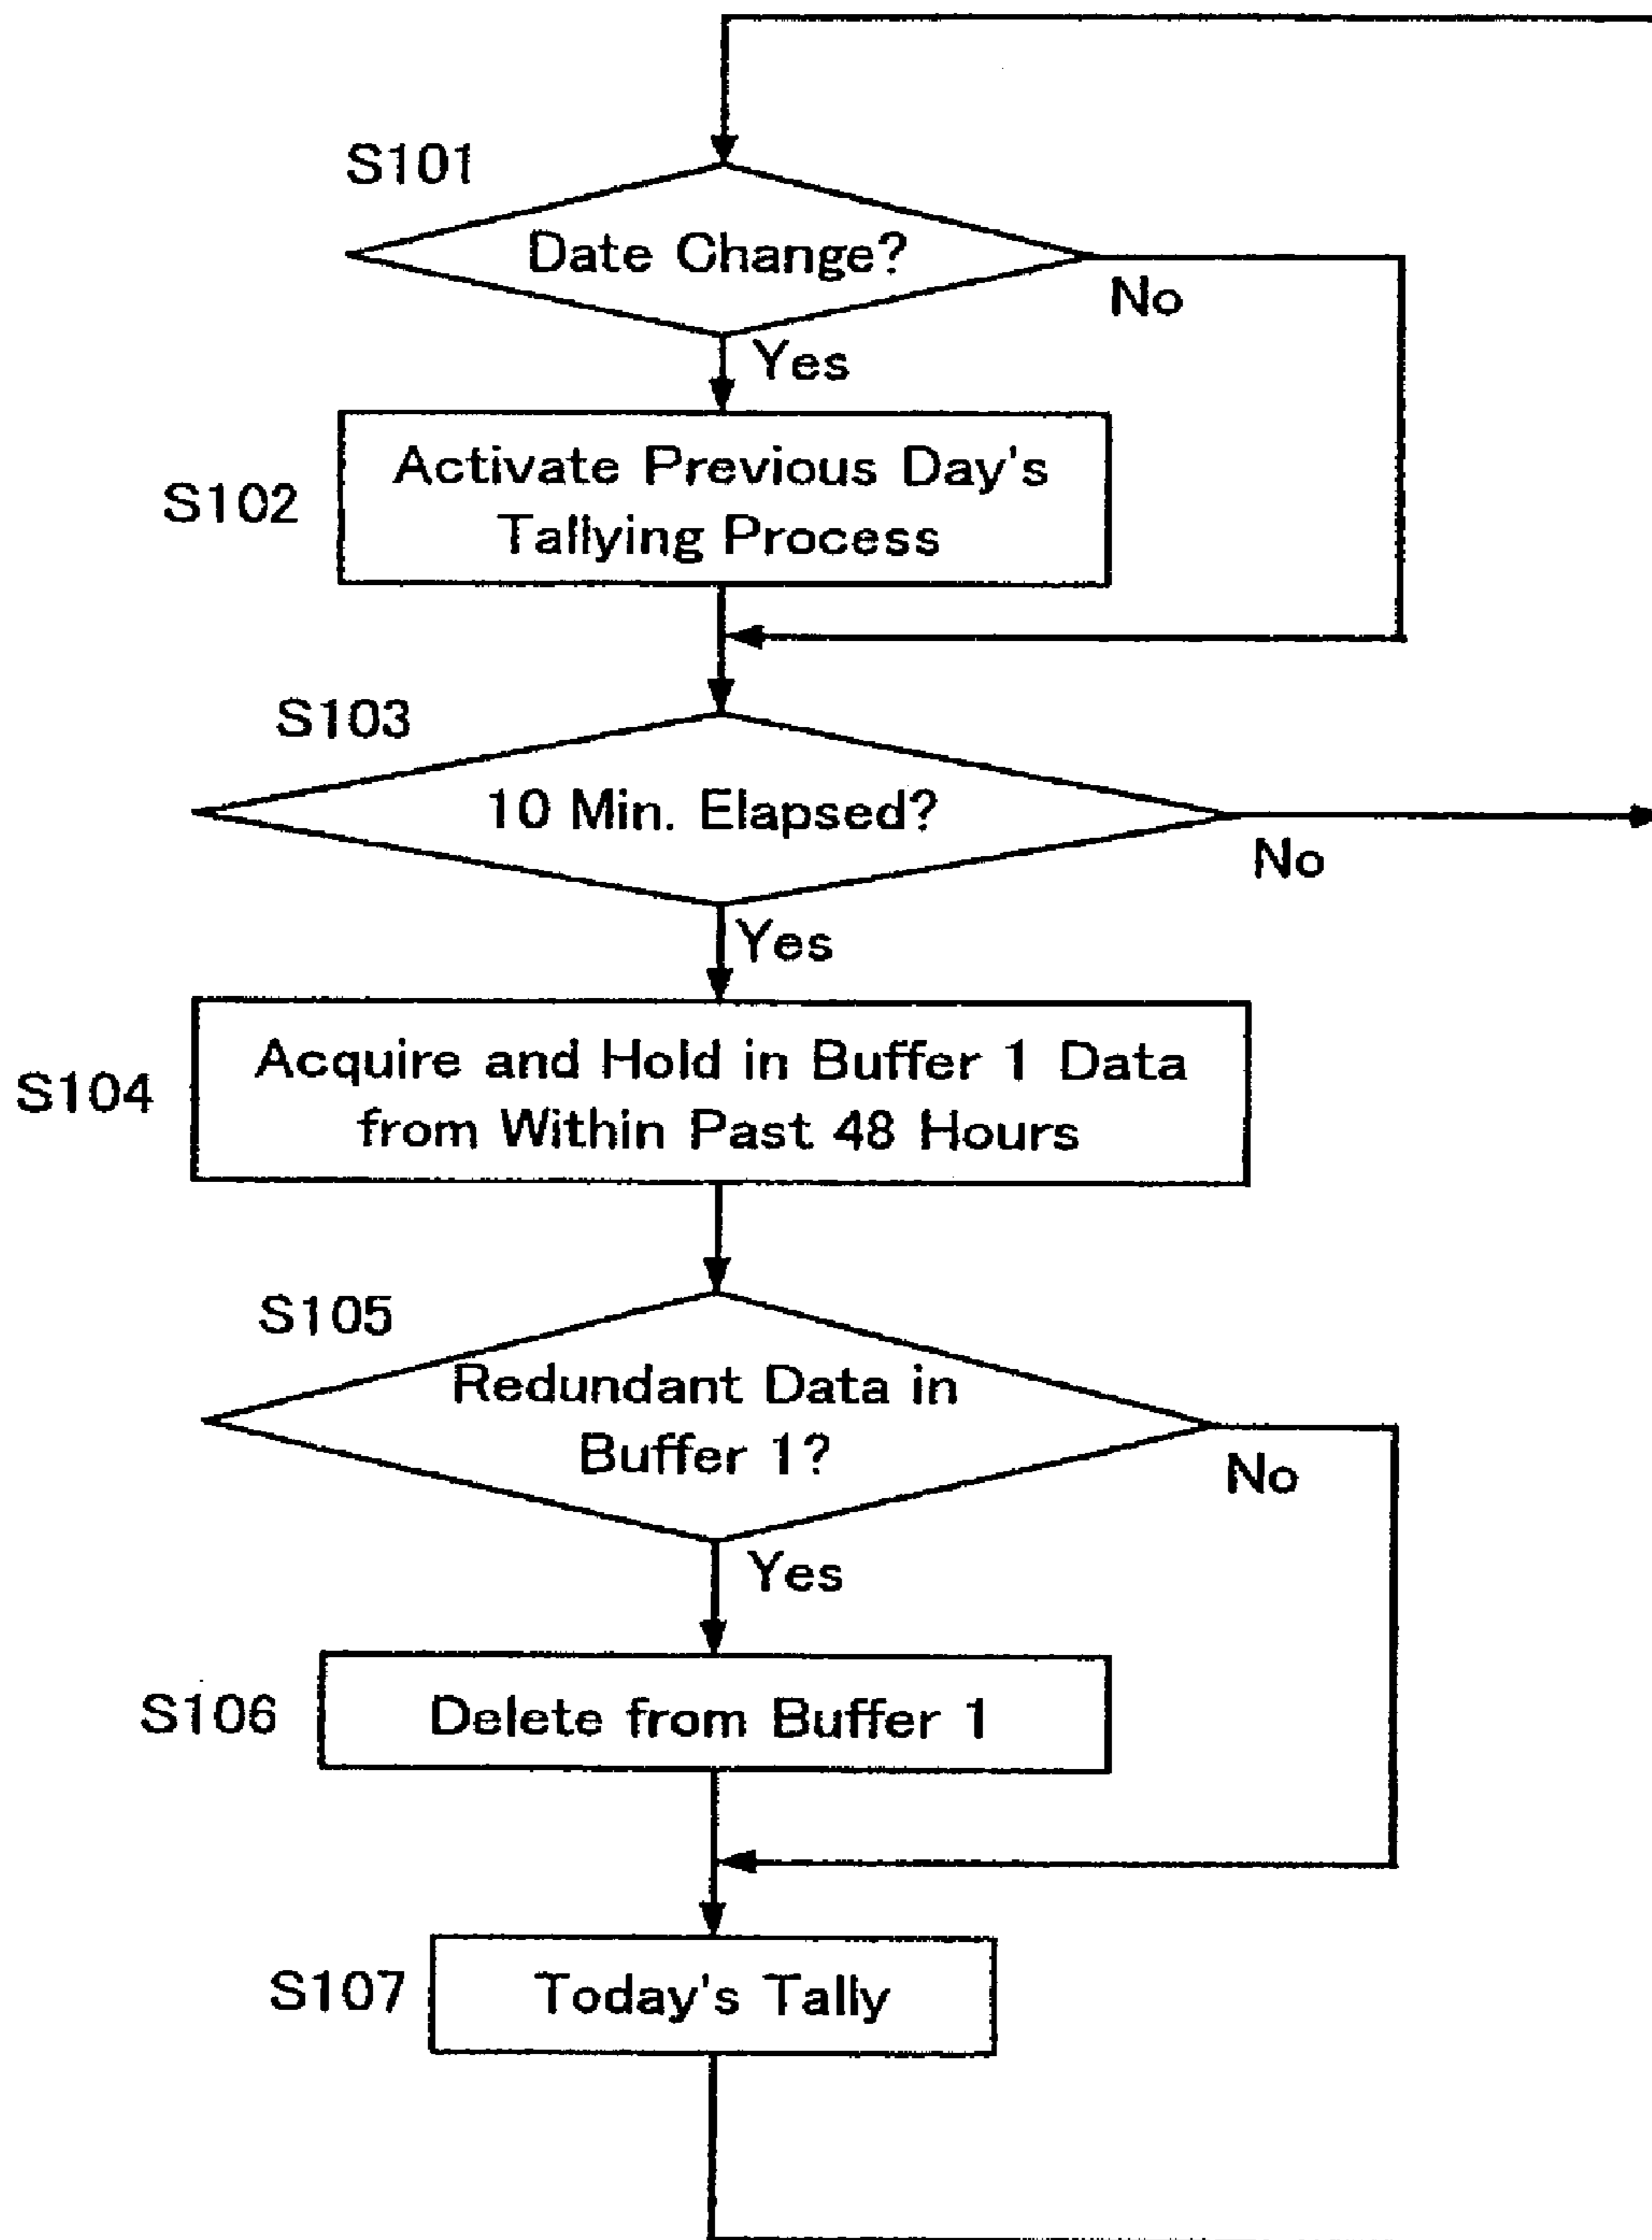 S101
Date Change?
No
Yes
S102
Activate Previous Day's
Tallying Process
S103
10 Min. Elapsed?
No
Yes
S104
Acquire and Hold in Buffer 1 Data
from Within Past 48 Hours
S105
Redundant Data in
Buffer 1?
No
Yes
S106
Delete from Buffer 1
S107
Today's Tally